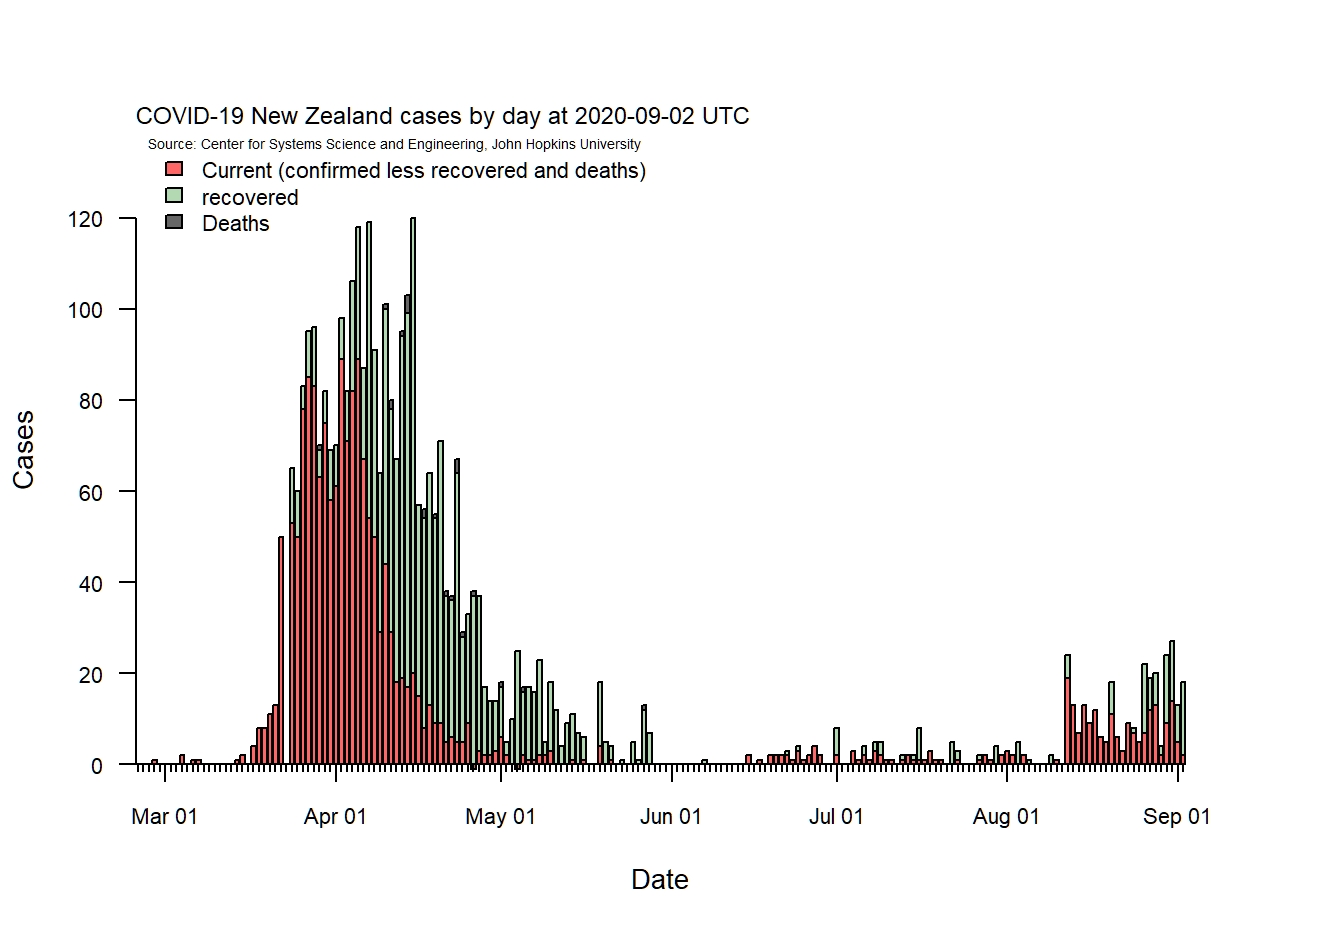 COVID-19 New Zealand cases by day at 2020-09-02 UTC
Source: Center for Systems Science and Engineering, John Hopkins University
Current (confirmed less recovered and deaths)
recovered
Deaths
120
100
80
60
40
20
0
Cases
Mar 01 Apr 01 May 01 Jun 01 Jul 01 Aug 01 Sep 01
Date